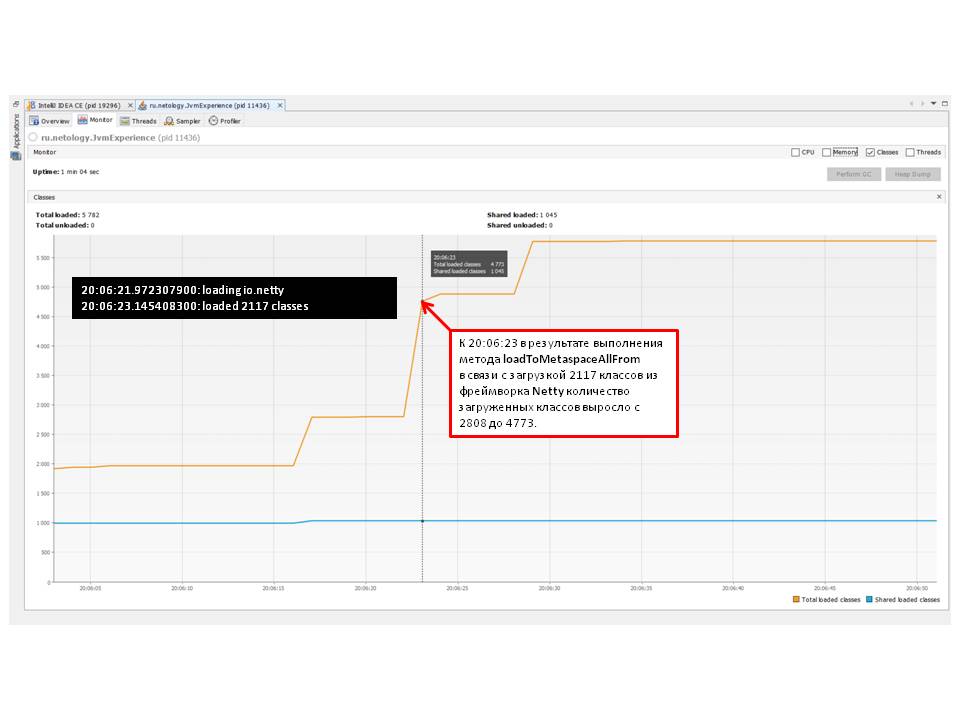 IntelliJ IDEA CE (pid 19296)
ru.netology.JvmExperience (pid 11436)
Applications
Overview
Monitor
Threads
Sampler
Profiler
ru.netology.JvmExperience (pid 11436)
Monitor
CPU
Memory
Classes
Threads
Uptime: 1 min 04 sec
Perform GC
Heap Dump
Classes
Total loaded: 5 782
Shared loaded: 1 045
Total unloaded: 0
Shared unloaded: 0
5 500
5 000
4 500
4 000
3 500
3 000
2 500
2 000
1 500
1 000
500
0
20:06:23
Total loaded classes 4 773
Shared loaded classes 1 045
20:06:21.972307900: loading io.netty
20:06:23.145408300: loaded 2117 classes
К 20:06:23 в результате выполнения
метода loadToMetaspaceAllFrom
в связи с загрузкой 2117 классов из
фреймворка Netty количество
загруженных классов выросло с
2808 до 4773.
20:06:05
20:06:10
20:06:15
20:06:20
20:06:25
20:06:30
20:06:35
20:06:40
20:06:45
20:06:50
Total loaded classes
Shared loaded classes